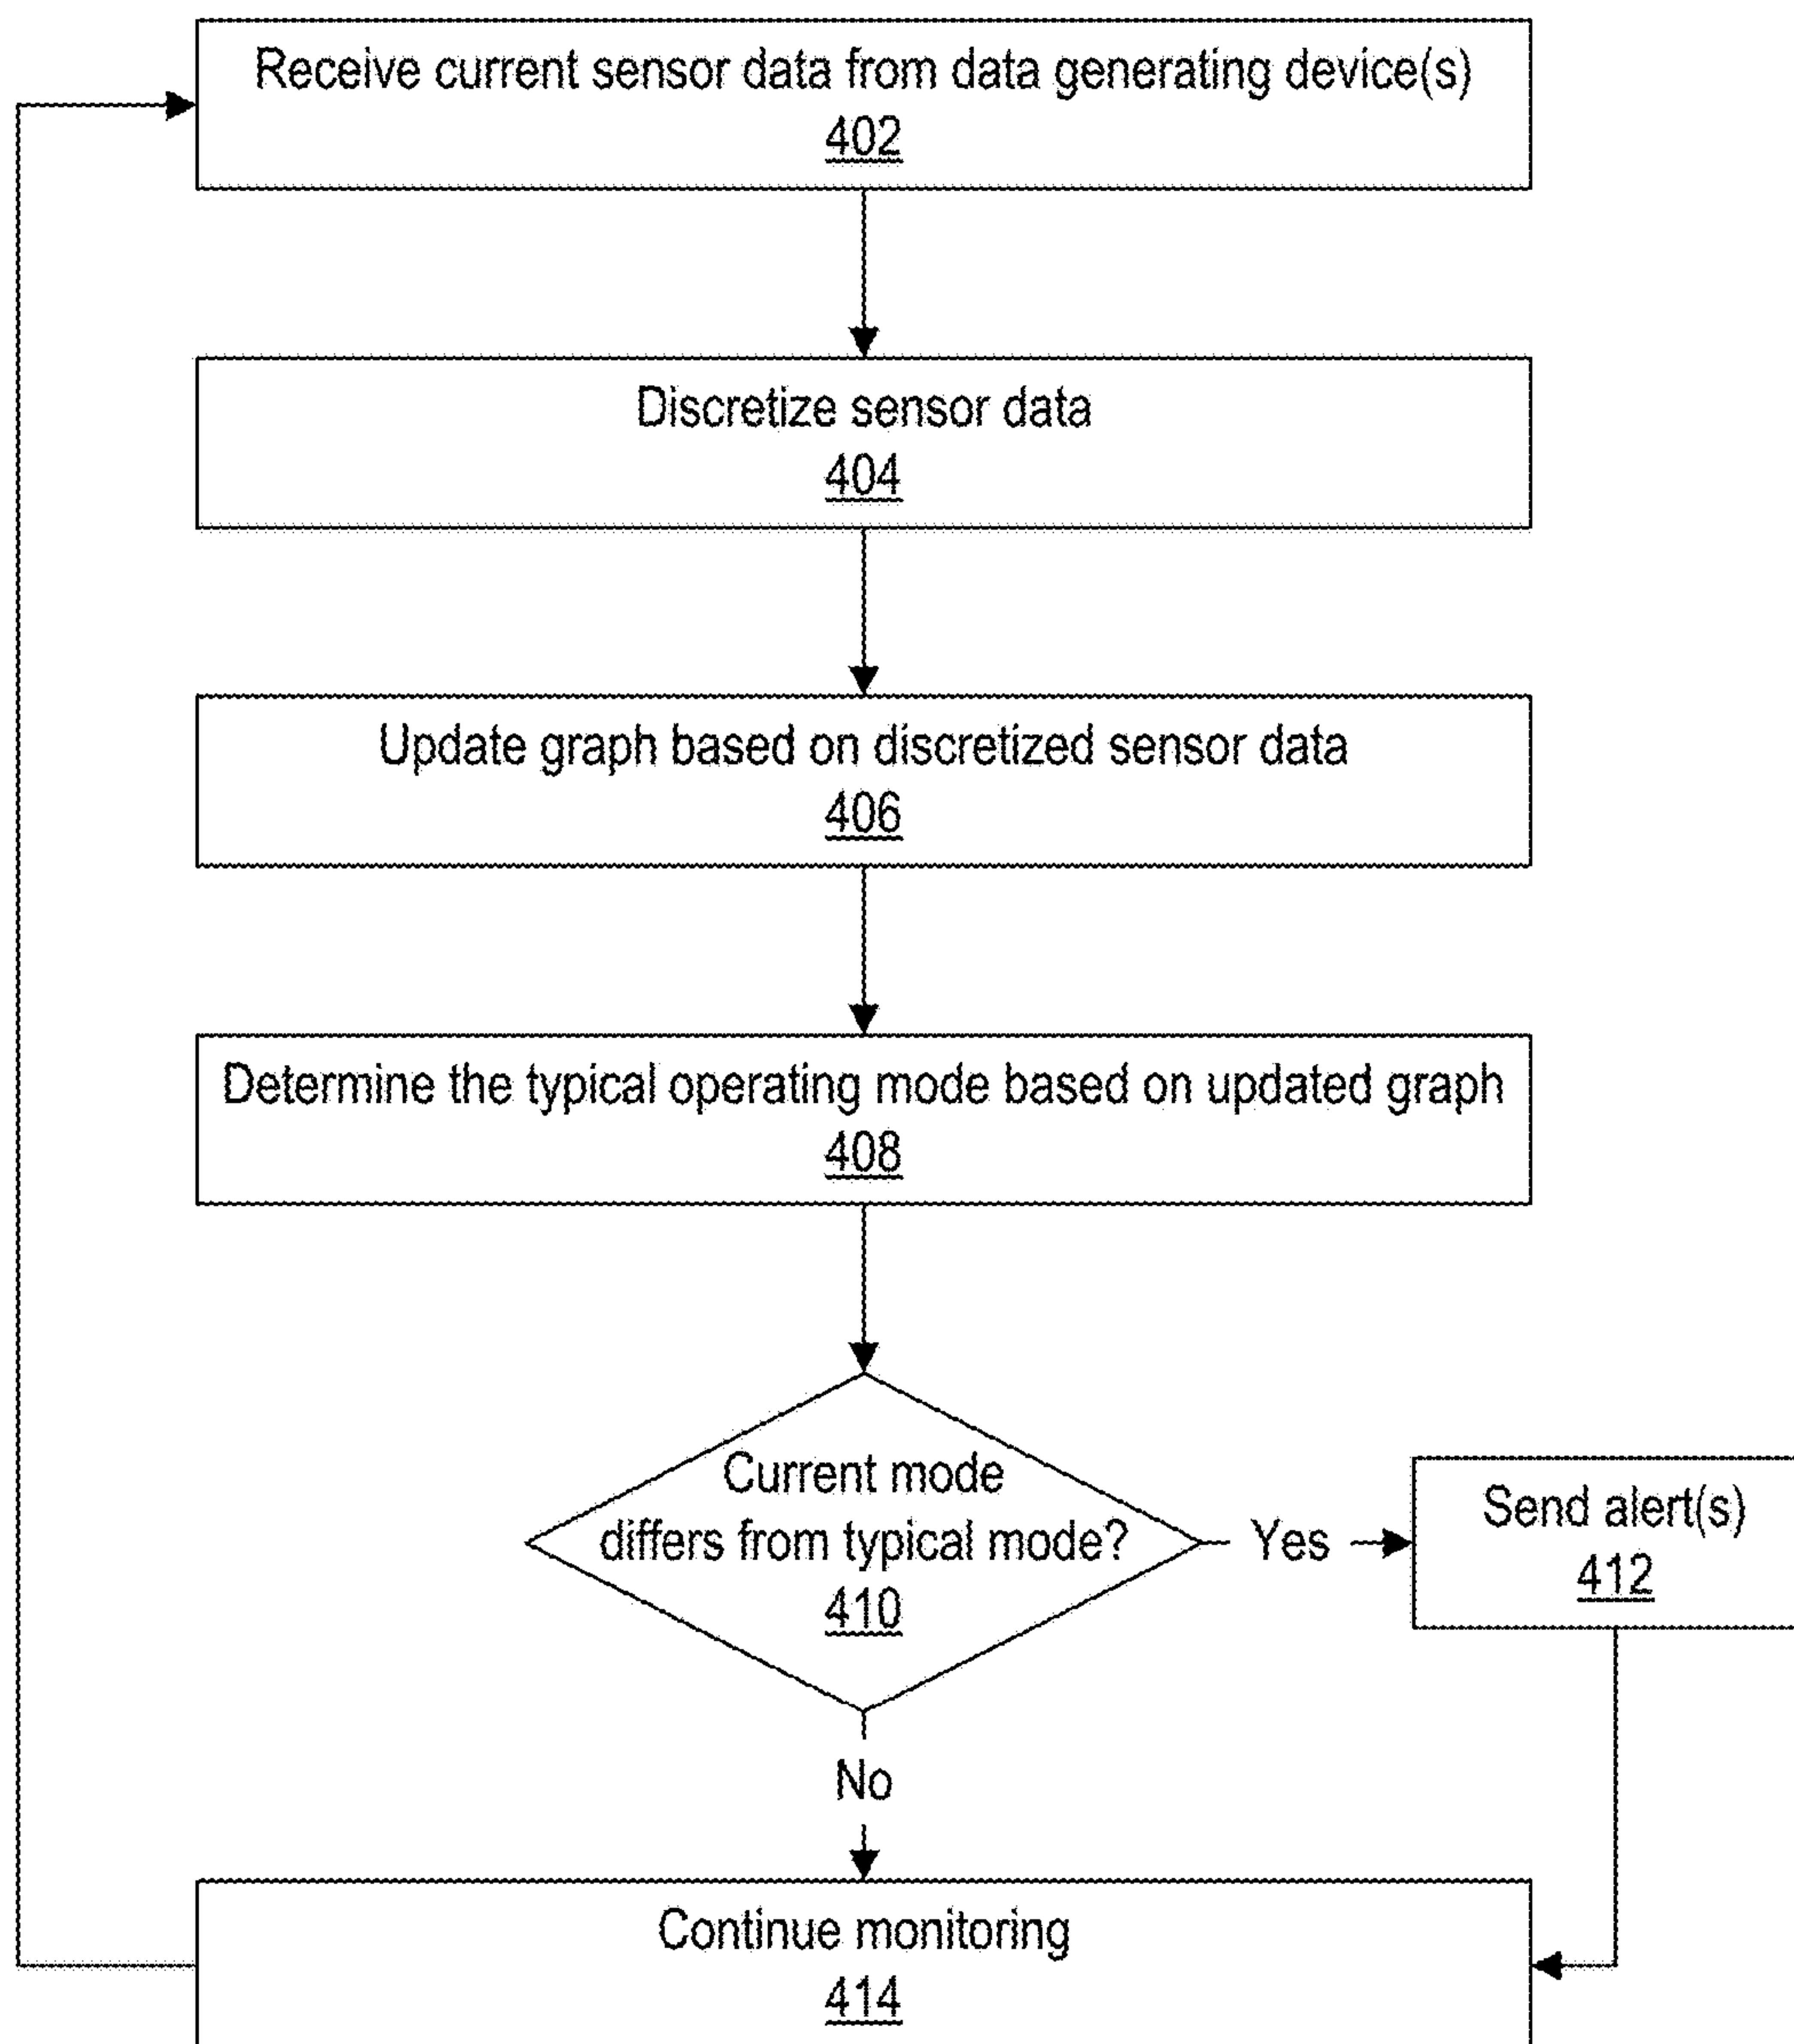 Receive current sensor data from data generating device(s)
402
Discretize sensor data
404
Update graph based on discretized sensor data
406
Determine the typical operating mode based on updated graph
408
Current mode
differs from typical mode?
410
Yes
Send alert(s)
412
No
Continue monitoring
414